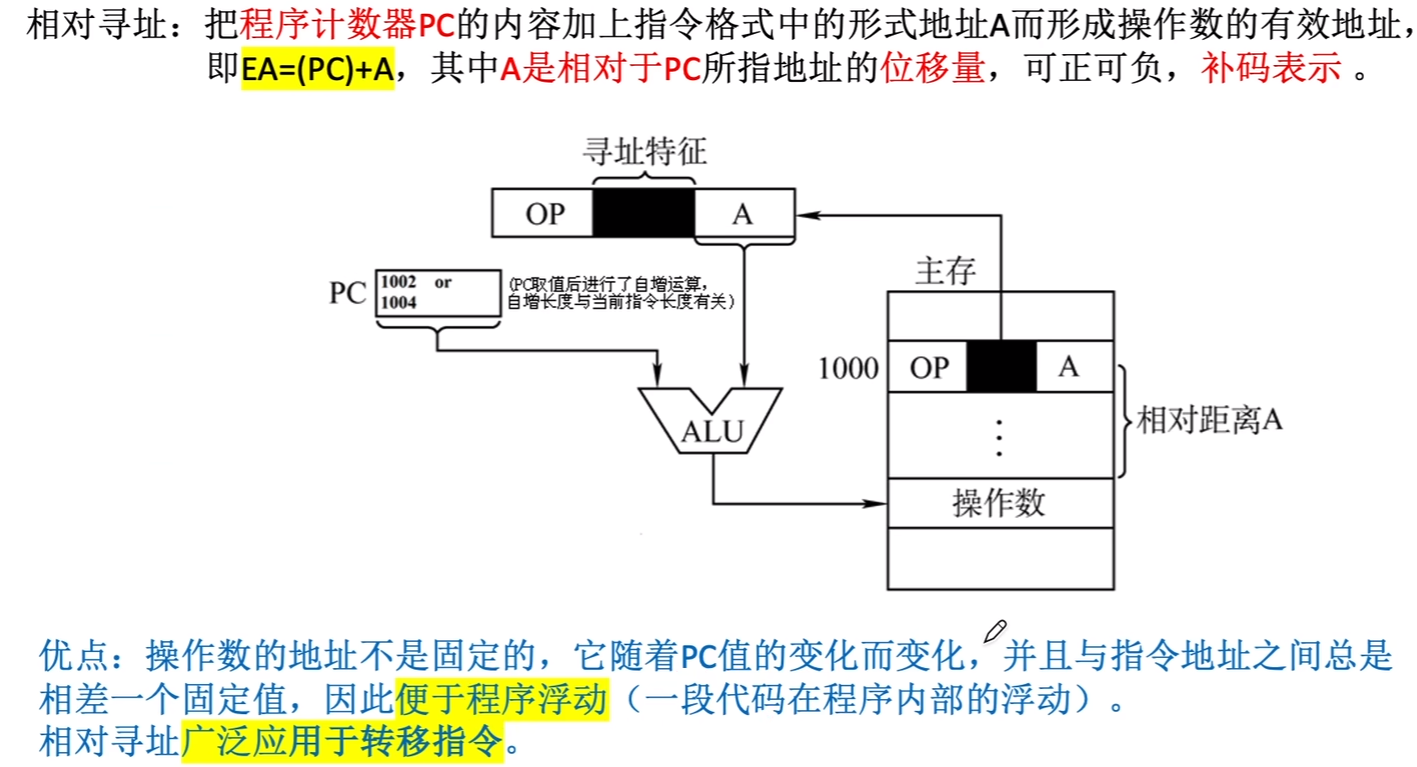 相对寻址：把程序计数器PC的内容加上指令格式中的形式地址A而形成操作数的有效地址，
即EA=(PC)+A，其中A是相对于PC所指地址的位移量，可正可负，补码表示 。
寻址特征
OP
A
PC
1002 or
1004
(PC取值后进行了自增运算，
自增长度与当前指令长度有关)
主存
1000
OP
A
ALU
⋮
相对距离A
操作数
优点：操作数的地址不是固定的，它随着PC值的变化而变化，并且与指令地址之间总是
相差一个固定值，因此便于程序浮动（一段代码在程序内部的浮动）。
相对寻址广泛应用于转移指令。